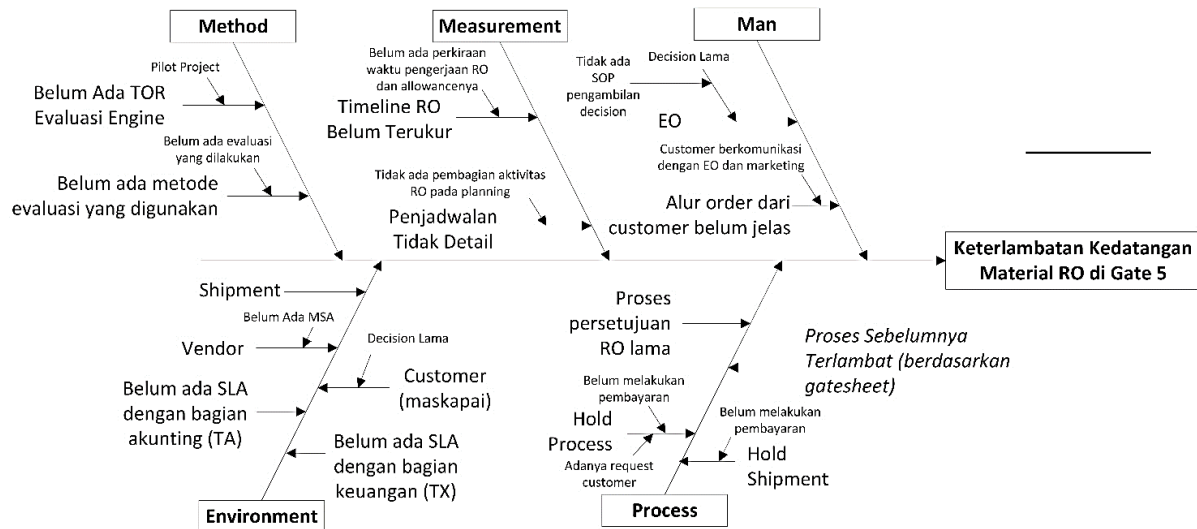 Method
Pilot Project
Belum Ada TOR
Evaluasi Engine
Belum ada evaluasi
yang dilakukan
Belum ada metode
evaluasi yang digunakan
Measurement
Belum ada perkiraan
waktu pengerjaan RO
dan allowancenya
Timeline RO
Belum Terukur
Tidak ada pembagian aktivitas
RO pada planning
Penjadwalan
Tidak Detail
Man
Decision Lama
Tidak ada
SOP
pengambilan
decision
EO
Customer berkomunikasi
dengan EO dan marketing
Alur order dari
customer belum jelas
Keterlambatan Kedatangan
Material RO di Gate 5
Shipment
Belum Ada MSA
Vendor
Decision Lama
Customer
(maskapai)
Belum ada SLA
dengan bagian
akunting (TA)
Belum ada SLA
dengan bagian
keuangan (TX)
Environment
Proses
persetujuan
RO lama
Proses Sebelumnya
Terlambat (berdasarkan
gatesheet)
Belum melakukan
pembayaran
Hold
Process
Adanya request
customer
Belum melakukan
pembayaran
Hold
Shipment
Process